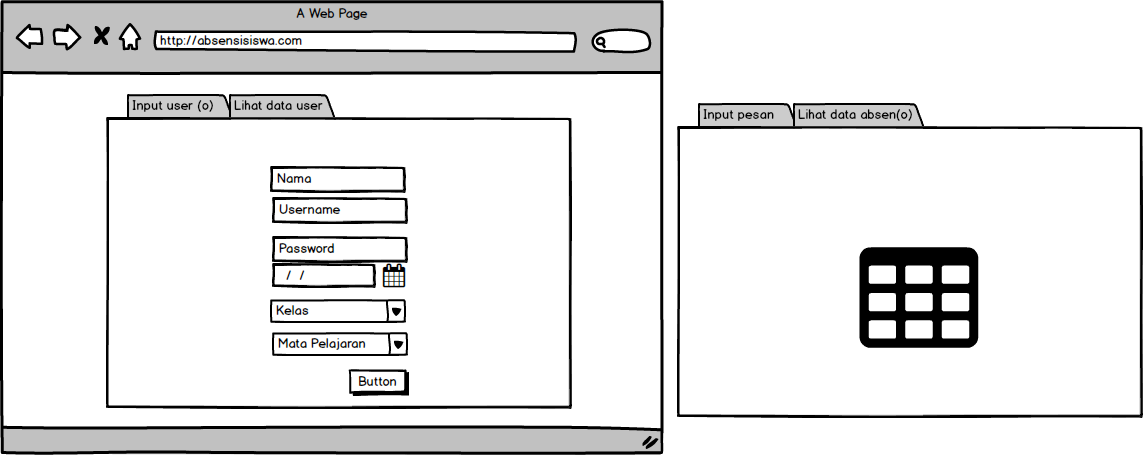 A Web Page
http://absensisiswa.com
Input user (o)
Lihat data user
Nama
Username
Password
/ /
Kelas
Mata Pelajaran
Button
Input pesan
Lihat data absen(o)